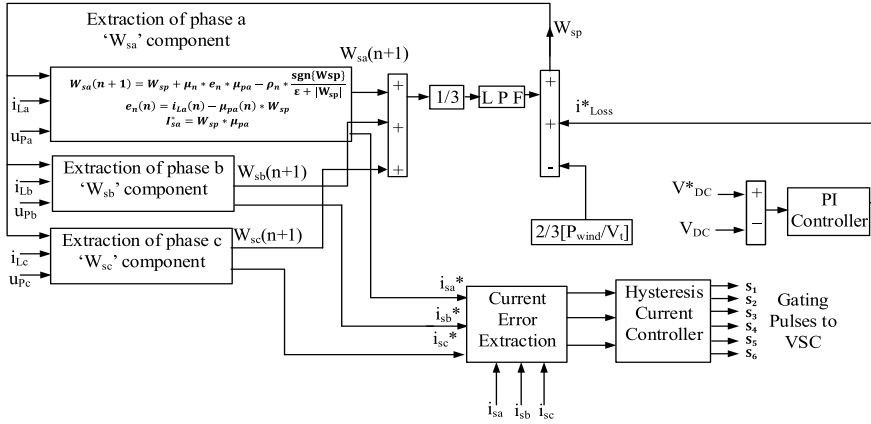 Extraction of phase a
‘Wsa’ component
Wsp
Wsa(n+1)
Wsa(n + 1) = Wsp + μn * en * μpa − ρn * sgn{Wsp} / ε + |Wsp|
en(n) = iLa(n) − μpa(n) * Wsp
I*sa = Wsp * μpa
iLa
uPa
+
+
+
1/3
L P F
+
+
-
i*Loss
Extraction of phase b
‘Wsb’ component
Wsb(n+1)
iLb
uPb
Extraction of phase c
‘Wsc’ component
Wsc(n+1)
iLc
uPc
2/3[Pwind/Vt]
V*DC
VDC
+
−
PI
Controller
isa*
isb*
isc*
Current
Error
Extraction
Hysteresis
Current
Controller
S1
S2
S3
S4
S5
S6
Gating
Pulses to
VSC
isa
isb
isc